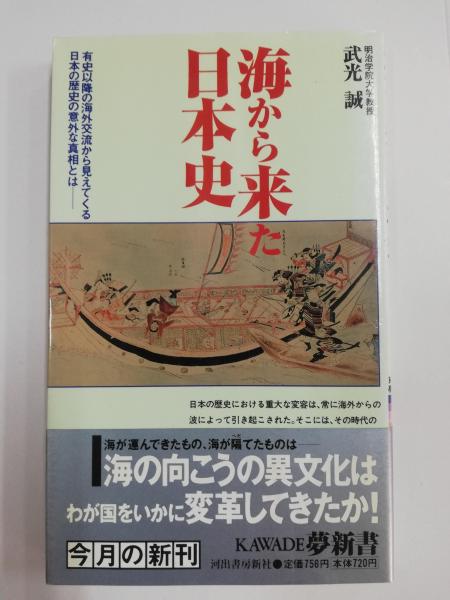 明治学院大学教授
武光 誠
海から来た
日本史
有史以降の海外交流から見えてくる
日本の歴史の意外な真相とは——
日本の歴史における重大な変容は、常に海外からの
波によって引き起こされた。そこには、その時代の
海が運んできたもの、海が隔てたものは——
海の向こうの異文化は
わが国をいかに変革してきたか!
今月の新刊
KAWADE夢新書
河出書房新社●定価756円 本体720円